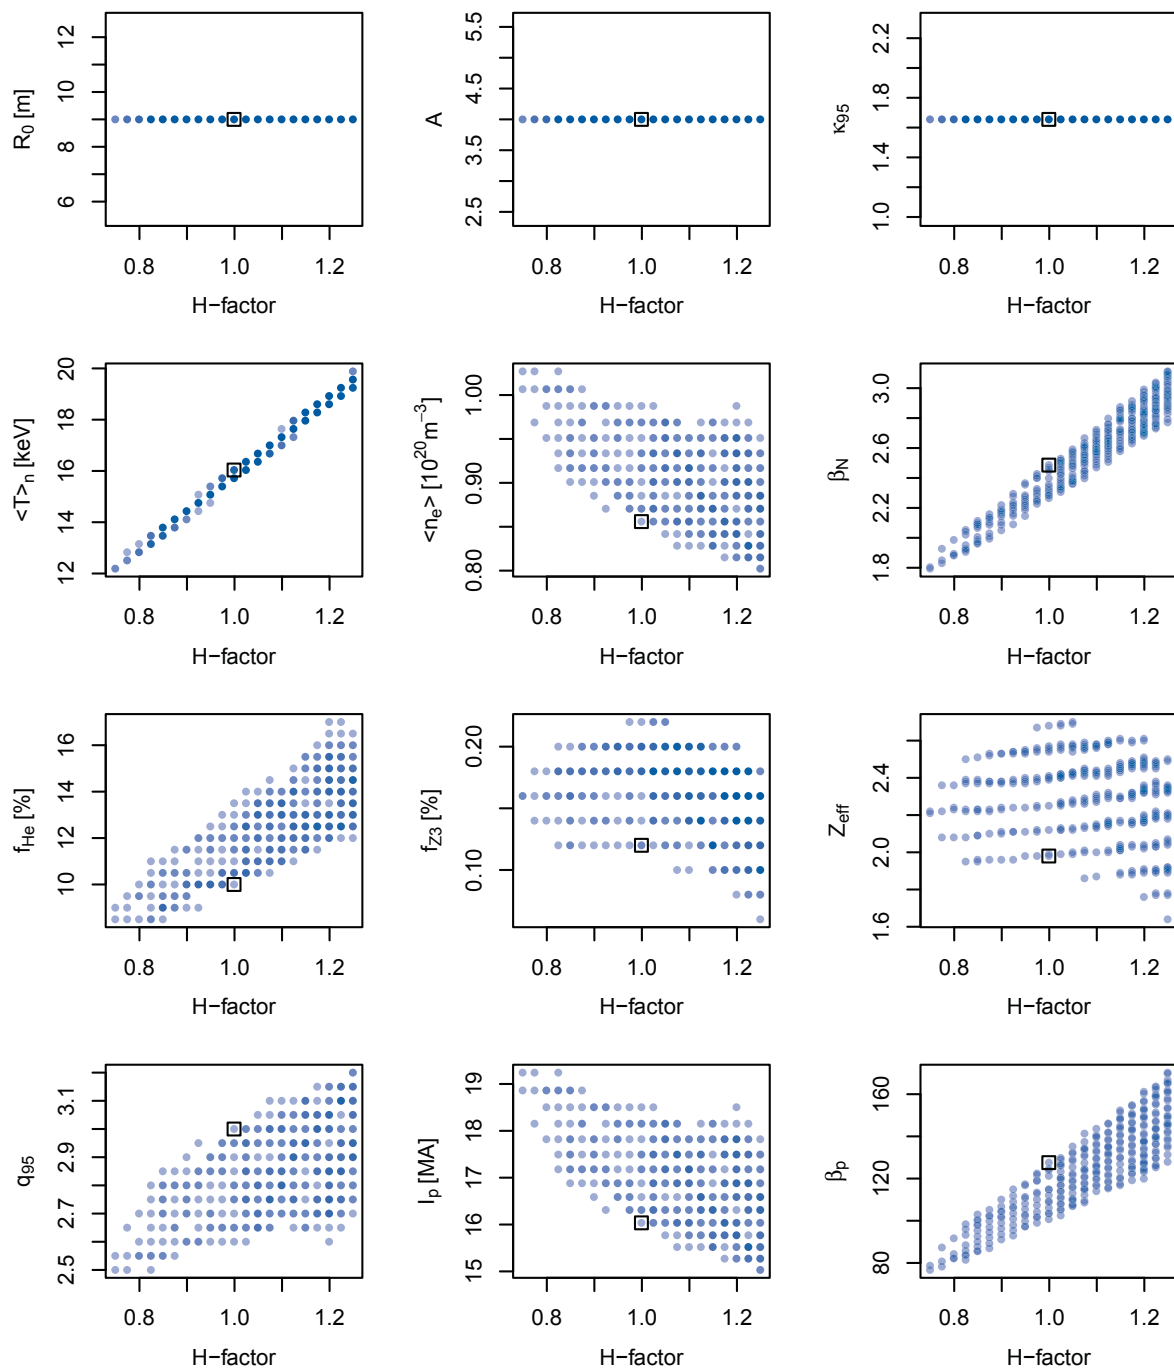 R₀ [m]
12
10
8
6
0.8 1.0 1.2
H−factor
A
5.5
4.5
3.5
2.5
0.8 1.0 1.2
H−factor
κ₉₅
2.2
1.8
1.4
1.0
0.8 1.0 1.2
H−factor
<T>ₙ [keV]
20
18
16
14
12
0.8 1.0 1.2
H−factor
<nₑ> [10²⁰m⁻³]
1.00
0.90
0.80
0.8 1.0 1.2
H−factor
β_N
3.0
2.6
2.2
1.8
0.8 1.0 1.2
H−factor
f_He [%]
16
14
12
10
0.8 1.0 1.2
H−factor
f_Z3 [%]
0.20
0.10
0.8 1.0 1.2
H−factor
Z_eff
2.4
2.0
1.6
0.8 1.0 1.2
H−factor
q₉₅
3.1
2.9
2.7
2.5
0.8 1.0 1.2
H−factor
I_p [MA]
19
18
17
16
15
0.8 1.0 1.2
H−factor
β_p
160
120
80
0.8 1.0 1.2
H−factor